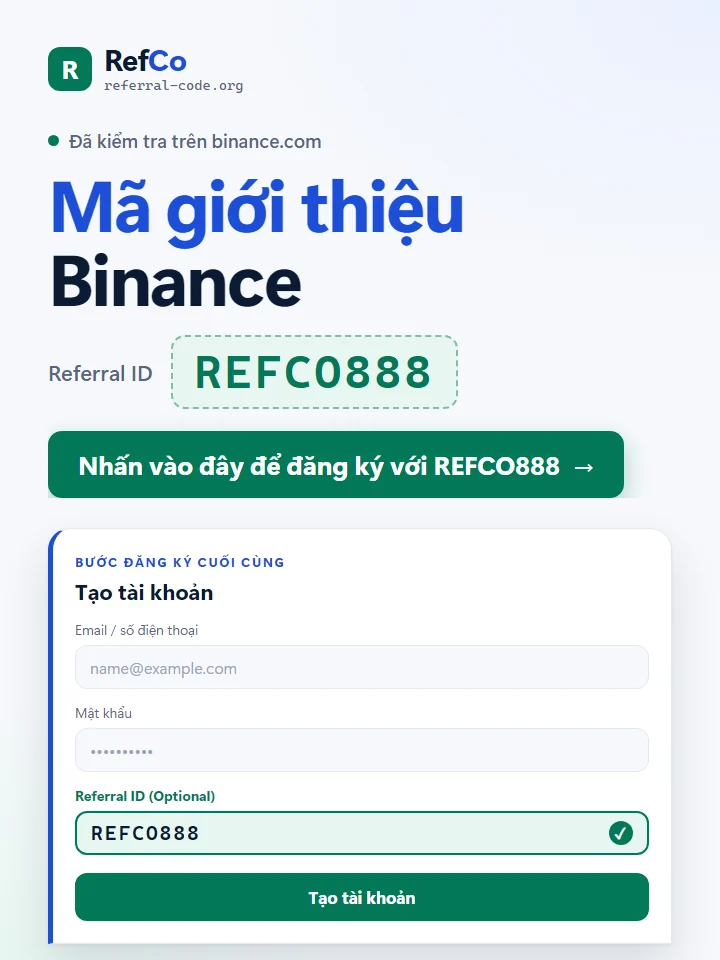 R
RefCo
referral-code.org
Đã kiểm tra trên binance.com
Mã giới thiệu
Binance
Referral ID REFCO888
Nhấn vào đây để đăng ký với REFCO888 →
BƯỚC ĐĂNG KÝ CUỐI CÙNG
Tạo tài khoản
Email / số điện thoại
name@example.com
Mật khẩu
••••••••••
Referral ID (Optional)
REFCO888
Tạo tài khoản